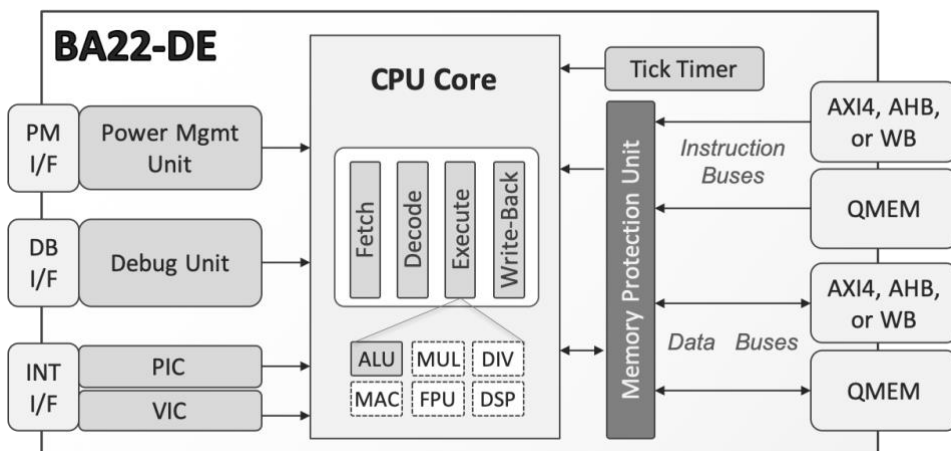 BA22-DE
CPU Core
Tick Timer
PM
I/F
Power Mgmt
Unit
DB
I/F
Debug Unit
INT
I/F
PIC
VIC
Fetch
Decode
Execute
Write-Back
ALU
MUL
DIV
MAC
FPU
DSP
Memory Protection Unit
Instruction
Buses
Data Buses
AXI4, AHB,
or WB
QMEM
AXI4, AHB,
or WB
QMEM